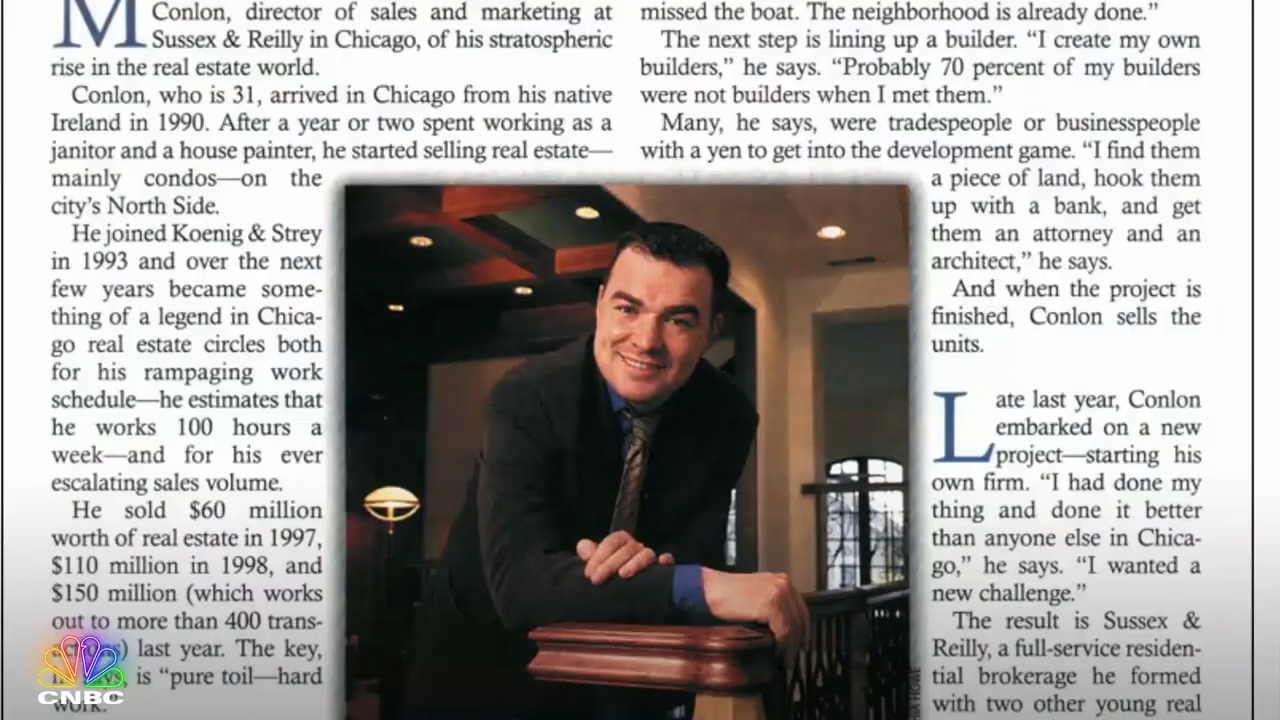 M Conlon, director of sales and marketing at
Sussex & Reilly in Chicago, of his stratospheric
rise in the real estate world.
Conlon, who is 31, arrived in Chicago from his native
Ireland in 1990. After a year or two spent working as a
janitor and a house painter, he started selling real estate—
mainly condos—on the
city's North Side.
He joined Koenig & Strey
in 1993 and over the next
few years became some-
thing of a legend in Chica-
go real estate circles both
for his rampaging work
schedule—he estimates that
he works 100 hours a
week—and for his ever
escalating sales volume.
He sold $60 million
worth of real estate in 1997,
$110 million in 1998, and
$150 million (which works
out to more than 400 trans-
last year. The key,
is “pure toil—hard
work.”
missed the boat. The neighborhood is already done.”
The next step is lining up a builder. “I create my own
builders,” he says. “Probably 70 percent of my builders
were not builders when I met them.”
Many, he says, were tradespeople or businesspeople
with a yen to get into the development game. “I find them
a piece of land, hook them
up with a bank, and get
them an attorney and an
architect,” he says.
And when the project is
finished, Conlon sells the
units.
Late last year, Conlon
embarked on a new
project—starting his
own firm. “I had done my
thing and done it better
than anyone else in Chica-
go,” he says. “I wanted a
new challenge.”
The result is Sussex &
Reilly, a full-service residen-
tial brokerage he formed
with two other young real
CNBC